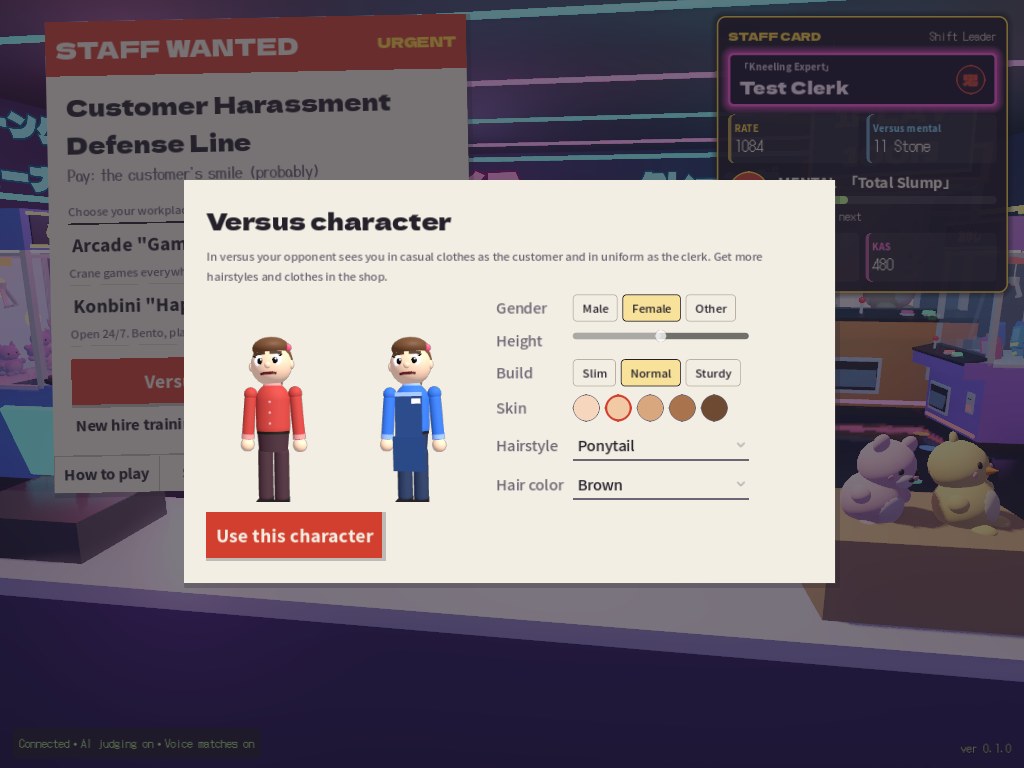 STAFF WANTED
URGENT
Customer Harassment
Defense Line
Pay: the customer's smile (probably)
Choose your
Arcade "Gam
Crane games
Konbini "Hap
Open 24/7. Bento,
Versu
New hire traini
How to play
STAFF CARD
Shift Leader
「Kneeling Expert」
Test Clerk
RATE
1084
Versus mental
11 Stone
「Total Slump」
next
KAS
480
Versus character
In versus your opponent sees you in casual clothes as the customer and in uniform as the clerk. Get more
hairstyles and clothes in the shop.
Gender
Male
Female
Other
Height
Build
Slim
Normal
Sturdy
Skin
Hairstyle
Ponytail
Hair color
Brown
Use this character
Connected • AI judging on • Voice matches on
ver 0.1.0